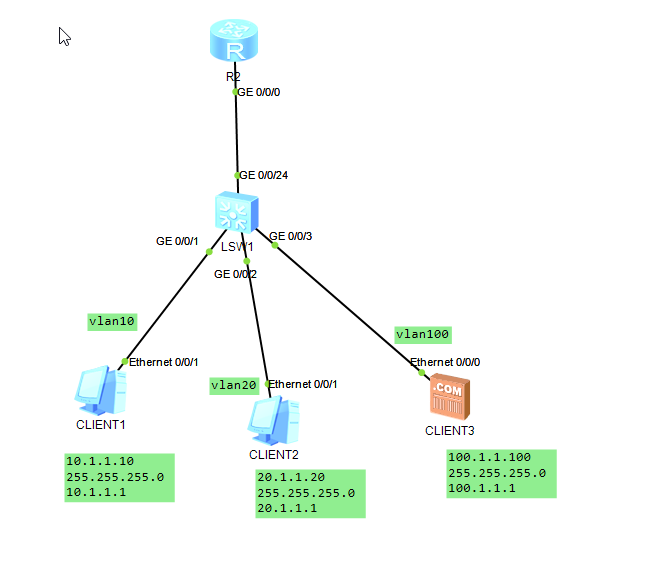 R
R2
GE 0/0/0
GE 0/0/24
GE 0/0/1
LSW1
GE 0/0/3
GE 0/0/2
vlan10
vlan100
Ethernet 0/0/1
Ethernet 0/0/0
vlan20
Ethernet 0/0/1
.COM
CLIENT1
CLIENT3
CLIENT2
10.1.1.10
255.255.255.0
10.1.1.1
20.1.1.20
255.255.255.0
20.1.1.1
100.1.1.100
255.255.255.0
100.1.1.1